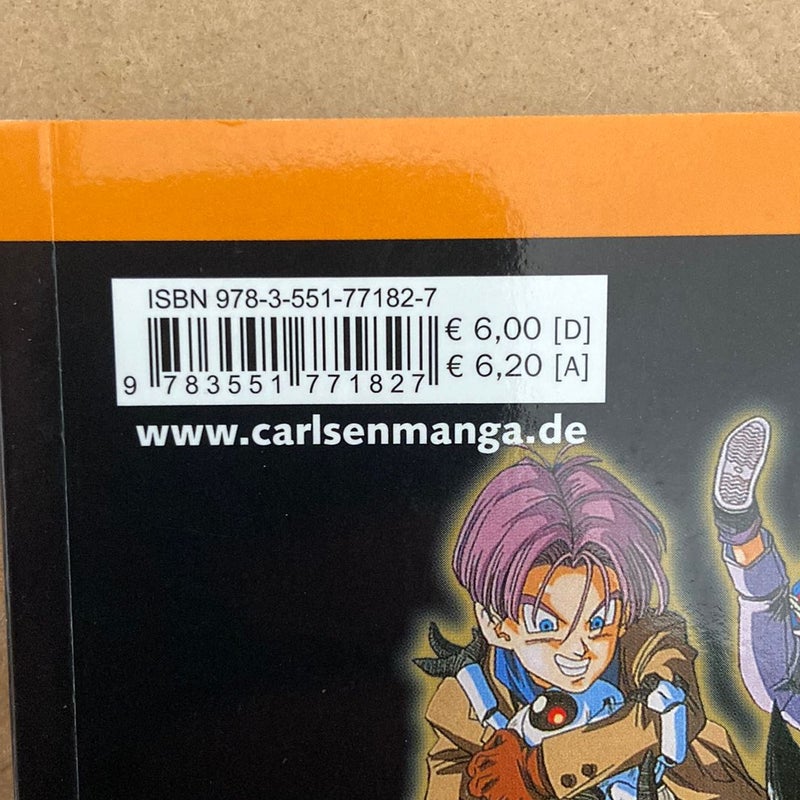 ISBN 978-3-551-77182-7
€ 6,00 [D]
€ 6,20 [A]
9 783551 771827
www.carlsenmanga.de